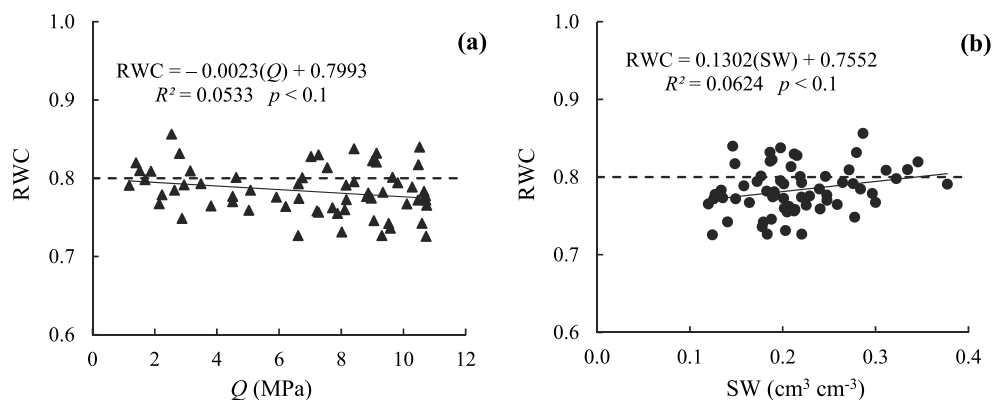 (a)
RWC = – 0.0023(Q) + 0.7993
R² = 0.0533 p < 0.1
RWC
1.0
0.9
0.8
0.7
0.6
0 2 4 6 8 10 12
Q (MPa)
(b)
RWC = 0.1302(SW) + 0.7552
R² = 0.0624 p < 0.1
RWC
1.0
0.9
0.8
0.7
0.6
0.0 0.1 0.2 0.3 0.4
SW (cm³ cm⁻³)